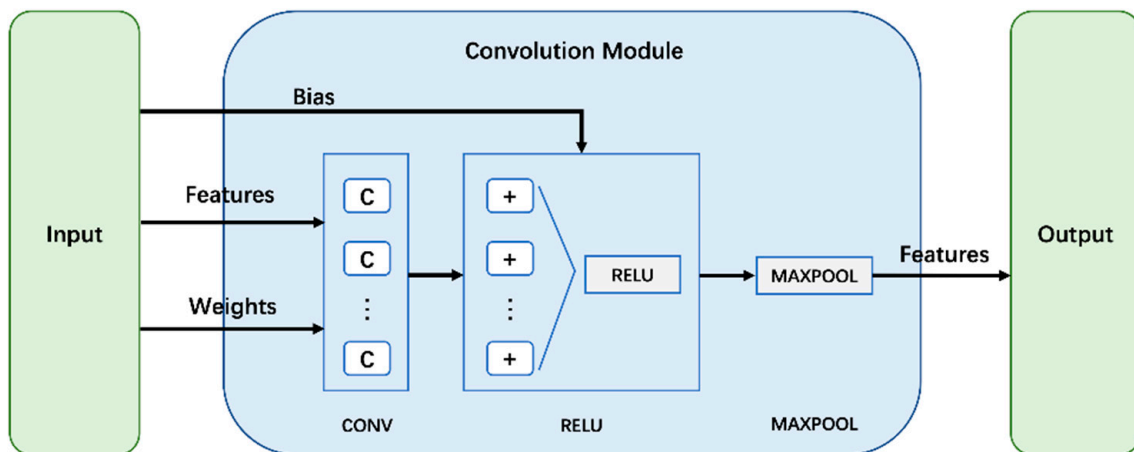 Convolution Module
Bias
Features
Weights
Input
C
C
⋮
C
+
+
⋮
+
RELU
MAXPOOL
Features
Output
CONV
RELU
MAXPOOL